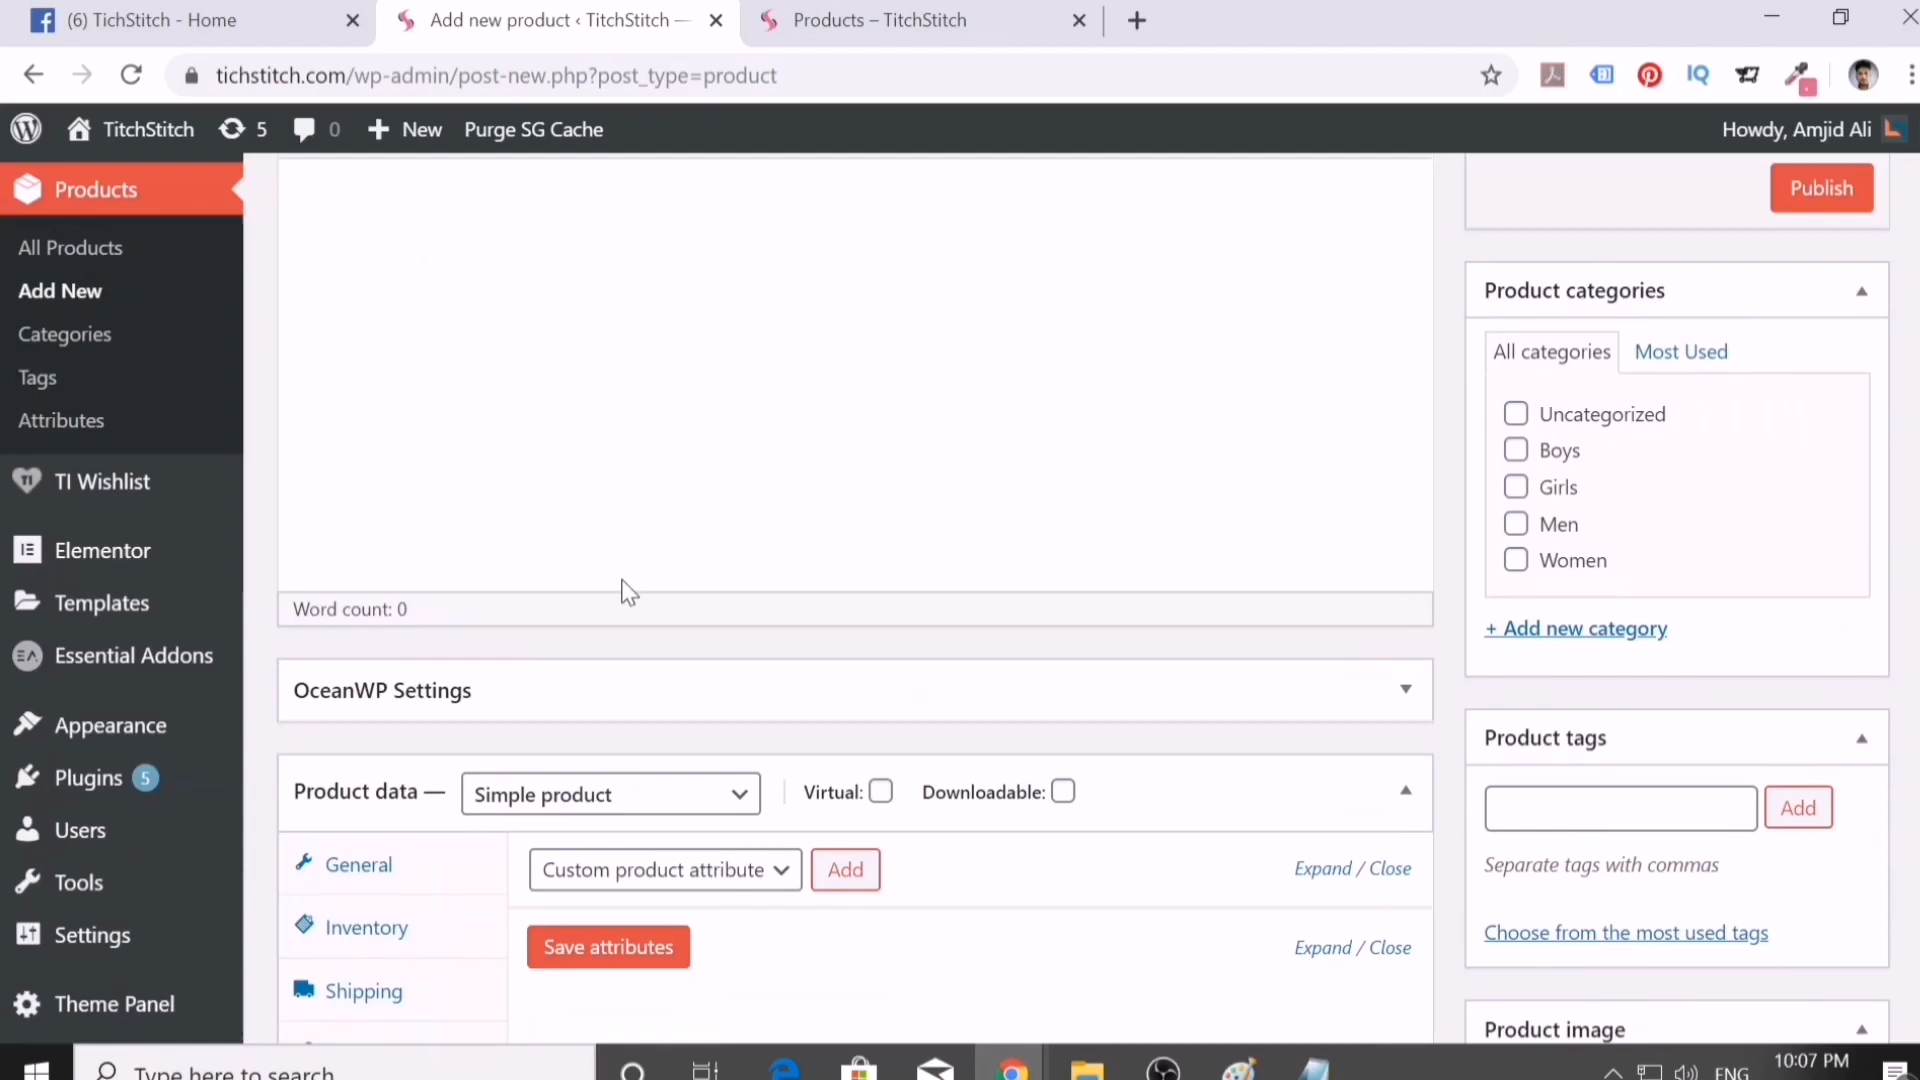 (6) TichStitch - Home
Add new product ‹ TitchStitch —
Products – TitchStitch
tichstitch.com/wp-admin/post-new.php?post_type=product
IQ
TitchStitch 5 0 New Purge SG Cache
Howdy, Amjid Ali
Products
All Products
Add New
Categories
Tags
Attributes
TI Wishlist
Elementor
Templates
Essential Addons
Appearance
Plugins 5
Users
Tools
Settings
Theme Panel
Word count: 0
OceanWP Settings
Product data — Simple product Virtual: Downloadable:
General
Inventory
Shipping
Custom product attribute Add Expand / Close
Save attributes Expand / Close
Publish
Product categories
All categories Most Used
Uncategorized
Boys
Girls
Men
Women
+ Add new category
Product tags
Add
Separate tags with commas
Choose from the most used tags
Product image
Type here to search
ENG
10:07 PM